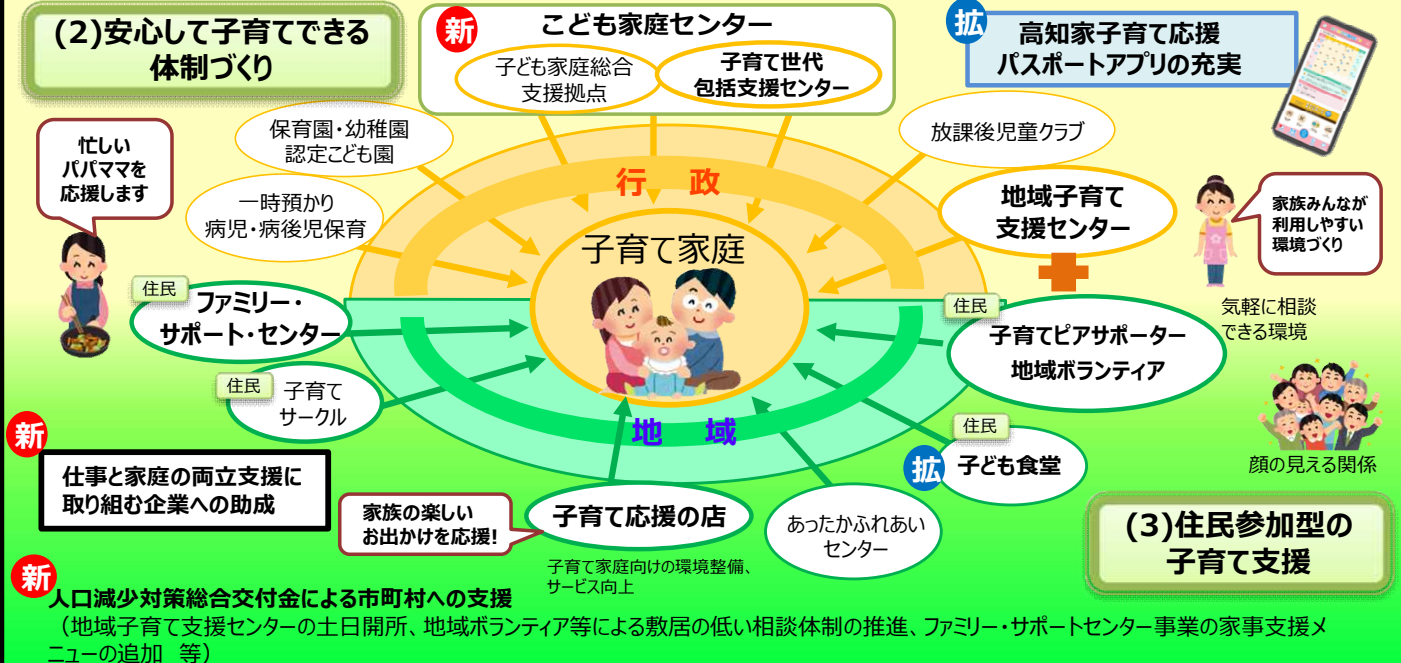 (2)安心して子育てできる
体制づくり
新
こども家庭センター
子ども家庭総合
支援拠点
子育て世代
包括支援センター
拡
高知家子育て応援
パスポートアプリの充実
忙しい
パパママを
応援します
保育園・幼稚園
認定こども園
一時預かり
病児・病後児保育
放課後児童クラブ
地域子育て
支援センター
家族みんなが
利用しやすい
環境づくり
行 政
子育て家庭
住民
ファミリー・
サポート・センター
住民
子育てピアサポーター
地域ボランティア
気軽に相談
できる環境
住民
子育て
サークル
地 域
住民
拡
子ども食堂
顔の見える関係
新
仕事と家庭の両立支援に
取り組む企業への助成
家族の楽しい
お出かけを応援!
子育て応援の店
子育て家庭向けの環境整備、
サービス向上
あったかふれあい
センター
(3)住民参加型の
子育て支援
新
人口減少対策総合交付金による市町村への支援
（地域子育て支援センターの土日開所、地域ボランティア等による敷居の低い相談体制の推進、ファミリー・サポートセンター事業の家事支援メ
ニューの追加 等）